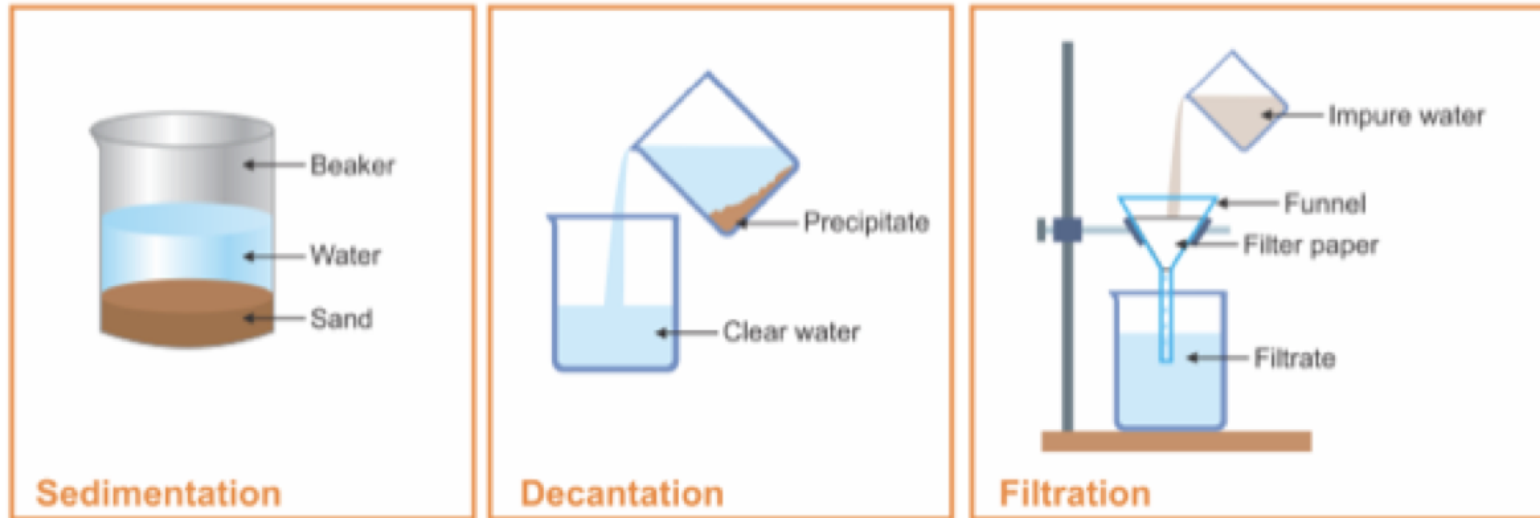 Beaker
Water
Sand
Sedimentation
Precipitate
Clear water
Decantation
Impure water
Funnel
Filter paper
Filtrate
Filtration